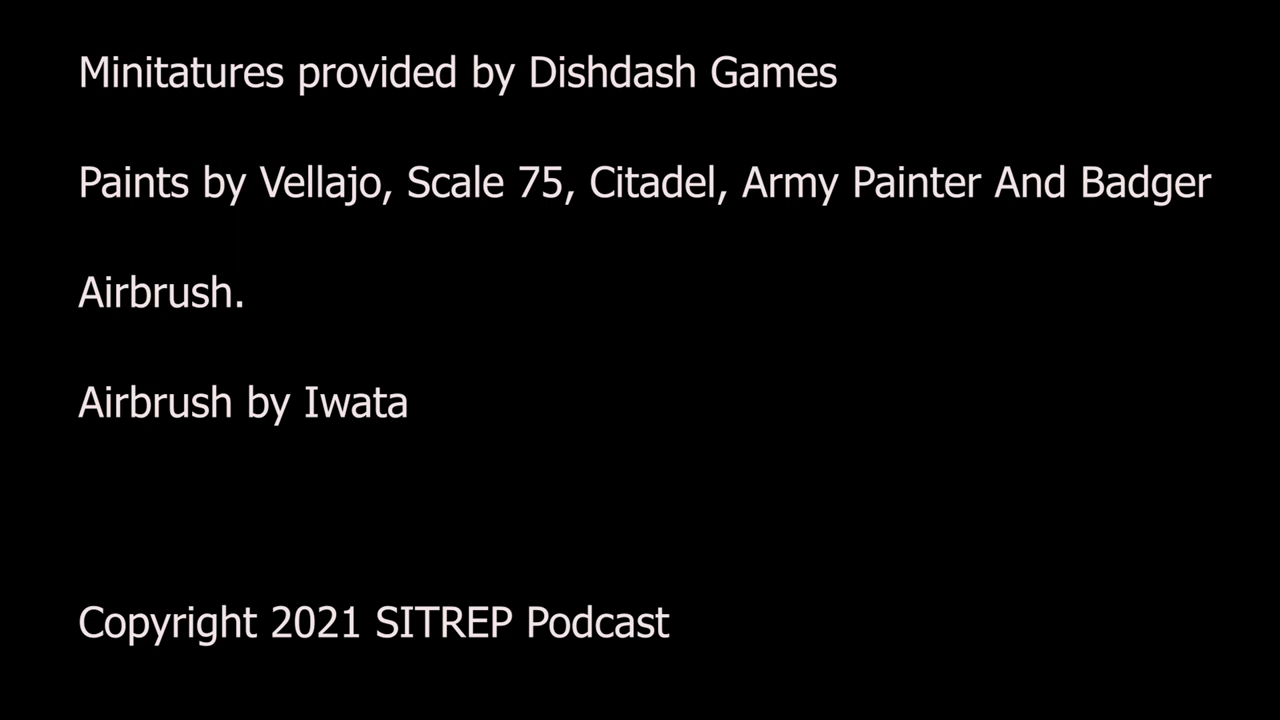 Minitatures provided by Dishdash Games
Paints by Vellajo, Scale 75, Citadel, Army Painter And Badger
Airbrush.
Airbrush by Iwata
Copyright 2021 SITREP Podcast